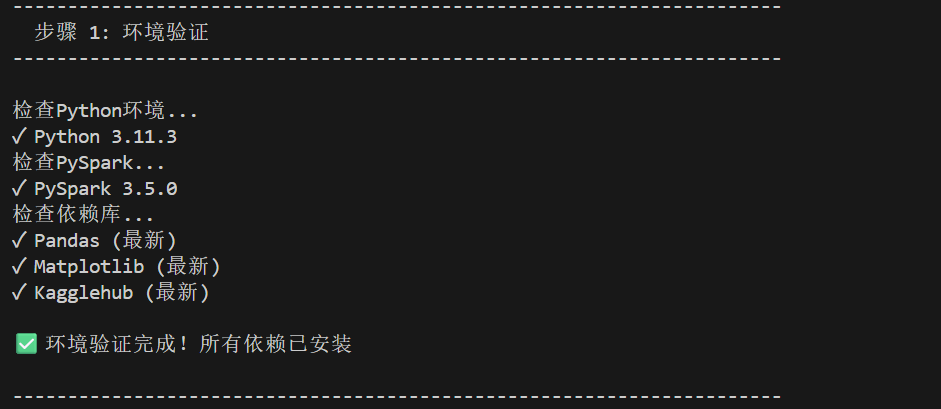 ----------------------------------------------------------------------
步骤 1: 环境验证
----------------------------------------------------------------------
检查Python环境...
✓ Python 3.11.3
检查PySpark...
✓ PySpark 3.5.0
检查依赖库...
✓ Pandas (最新)
✓ Matplotlib (最新)
✓ Kagglehub (最新)
✅ 环境验证完成！所有依赖已安装
----------------------------------------------------------------------